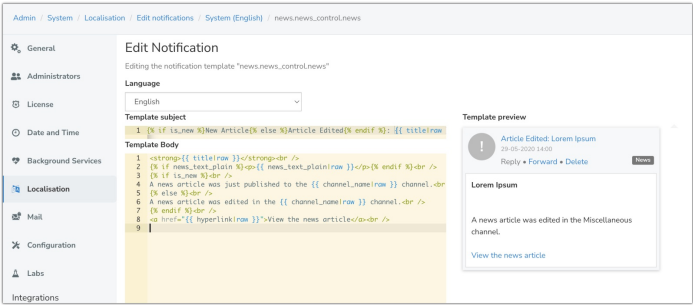 Admin / System / Localisation / Edit notifications / System (English) / news.news_control.news
General
Administrators
License
Date and Time
Background Services
Localisation
Mail
Configuration
Labs
Integrations
Edit Notification
Editing the notification template "news.news_control.news"
Language
English
Template subject
1 {% if is_new %}New Article{% else %}Article Edited{% endif %}: {{ title|raw
Template Body
1 <strong>{{ title|raw }}</strong><br />
2 {% if news_text_plain %}<p>{{ news_text_plain|raw }}</p>{% endif %}<br />
3 {% if is_new %}<br />
4 A news article was just published to the {{ channel_name|raw }} channel.<br
5 {% else %}<br />
6 A news article was edited in the {{ channel_name|raw }} channel.<br />
7 {% endif %}<br />
8 <a href="{{ hyperlink|raw }}">View the news article</a><br />
9
Template preview
!
Article Edited: Lorem Ipsum
29-05-2020 14:00
Reply • Forward • Delete
News
Lorem Ipsum
A news article was edited in the Miscellaneous
channel.
View the news article